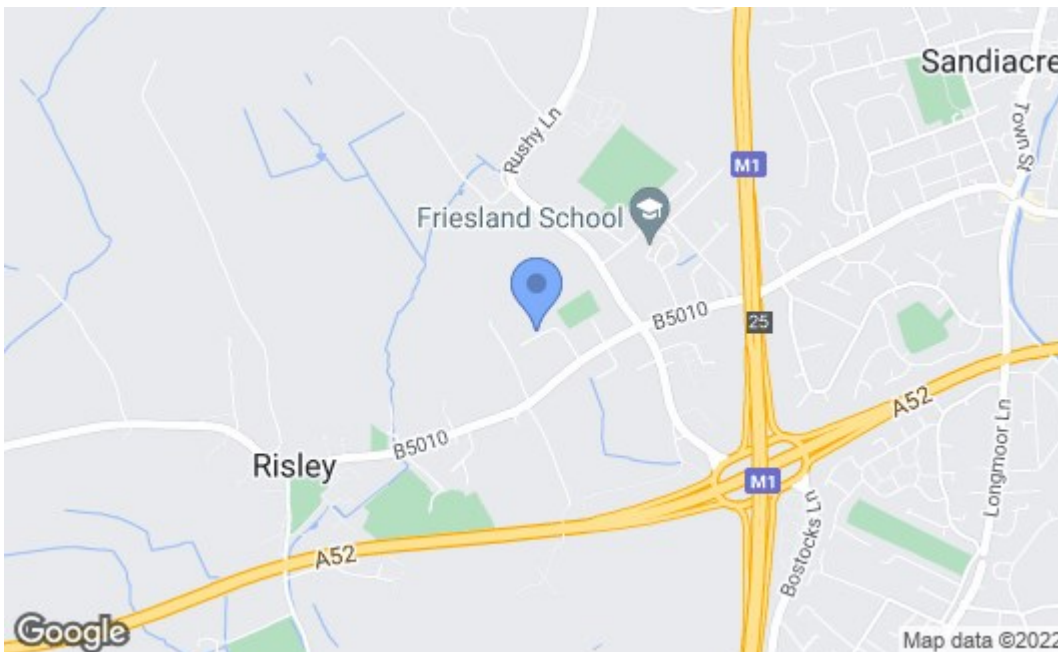 Sandiacre
Town St
Rushy Ln
M1
Friesland School
B5010
25
A52
Longmoor Ln
B5010
Risley
M1
Bostocks Ln
A52
Google
Map data ©2022